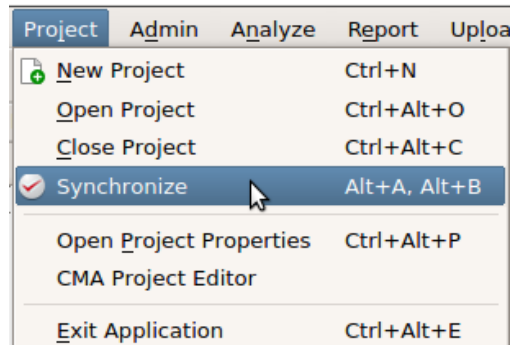 Project Admin Analyze Report Uploa
New Project Ctrl+N
Open Project Ctrl+Alt+O
Close Project Ctrl+Alt+C
Synchronize Alt+A, Alt+B
Open Project Properties Ctrl+Alt+P
CMA Project Editor
Exit Application Ctrl+Alt+E